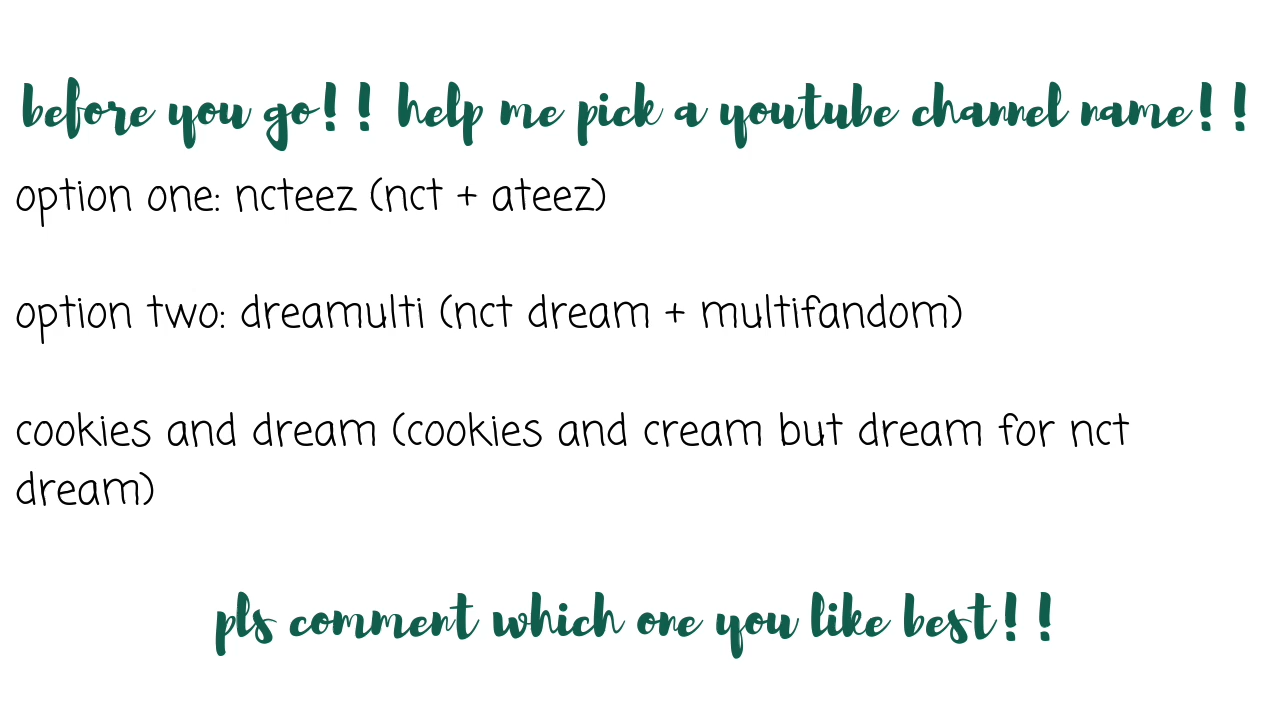 before you go!! help me pick a youtube channel name!!
option one: ncteez (nct + ateez)
option two: dreamulti (nct dream + multifandom)
cookies and dream (cookies and cream but dream for nct
dream)
pls comment which one you like best!!